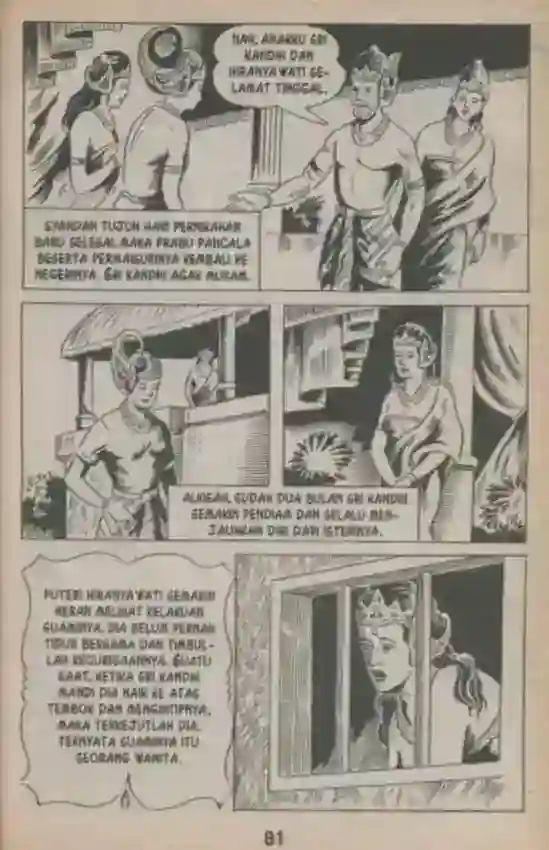 NAH, ANAKKU SRI
KANDHI DAN
HIRANYAWATI SE-
LAMAT TINGGAL.
SYAHDAN TUJUH HARI PERNIKAHAN
BARU SELESAI, MAKA PRABU PANCALA
BESERTA PERMAISURINYA KEMBALI KE
NEGERINYA. SRI KANDHI AGAK MURAM.
ALKISAH, SUDAH DUA BULAN SRI KANDHI
SEMAKIN PENDIAM DAN SELALU MEN-
JAUHKAN DIRI DARI ISTERINYA.
PUTERI HIRANYAWATI SEMAKIN
HERAN MELIHAT KELAKUAN
SUAMINYA. DIA BELUM PERNAH
TIDUR BERSAMA DAN TIMBUL-
LAH KECURIGAANNYA. SUATU
SAAT, KETIKA SRI KANDHI
MANDI DIA NAIK KE ATAS
TEMBOK DAN MENGINTIPNYA,
MAKA TERKEJUTLAH DIA,
TERNYATA SUAMINYA ITU
SEORANG WANITA.
81